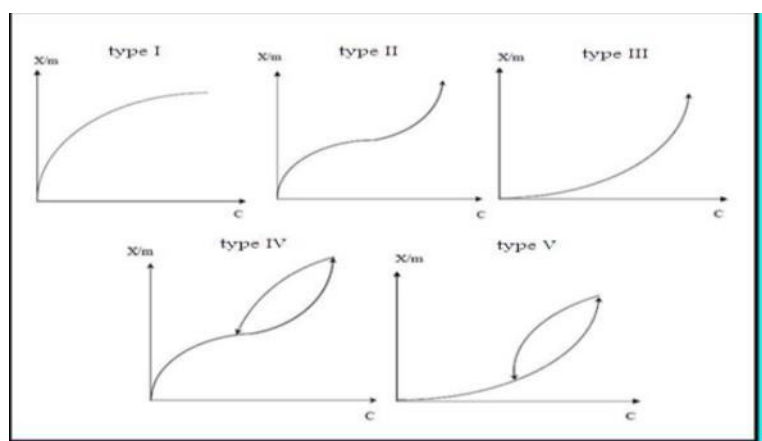 type I
type II
type III
X/m
X/m
X/m
C
C
C
type IV
type V
X/m
X/m
C
C